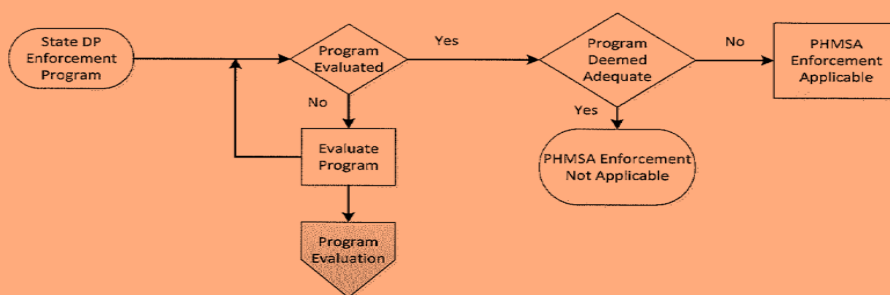 State DP
Enforcement
Program
Program
Evaluated
Yes
Program
Deemed
Adequate
No
PHMSA
Enforcement
Applicable
No
Yes
Evaluate
Program
PHMSA Enforcement
Not Applicable
Program
Evaluation